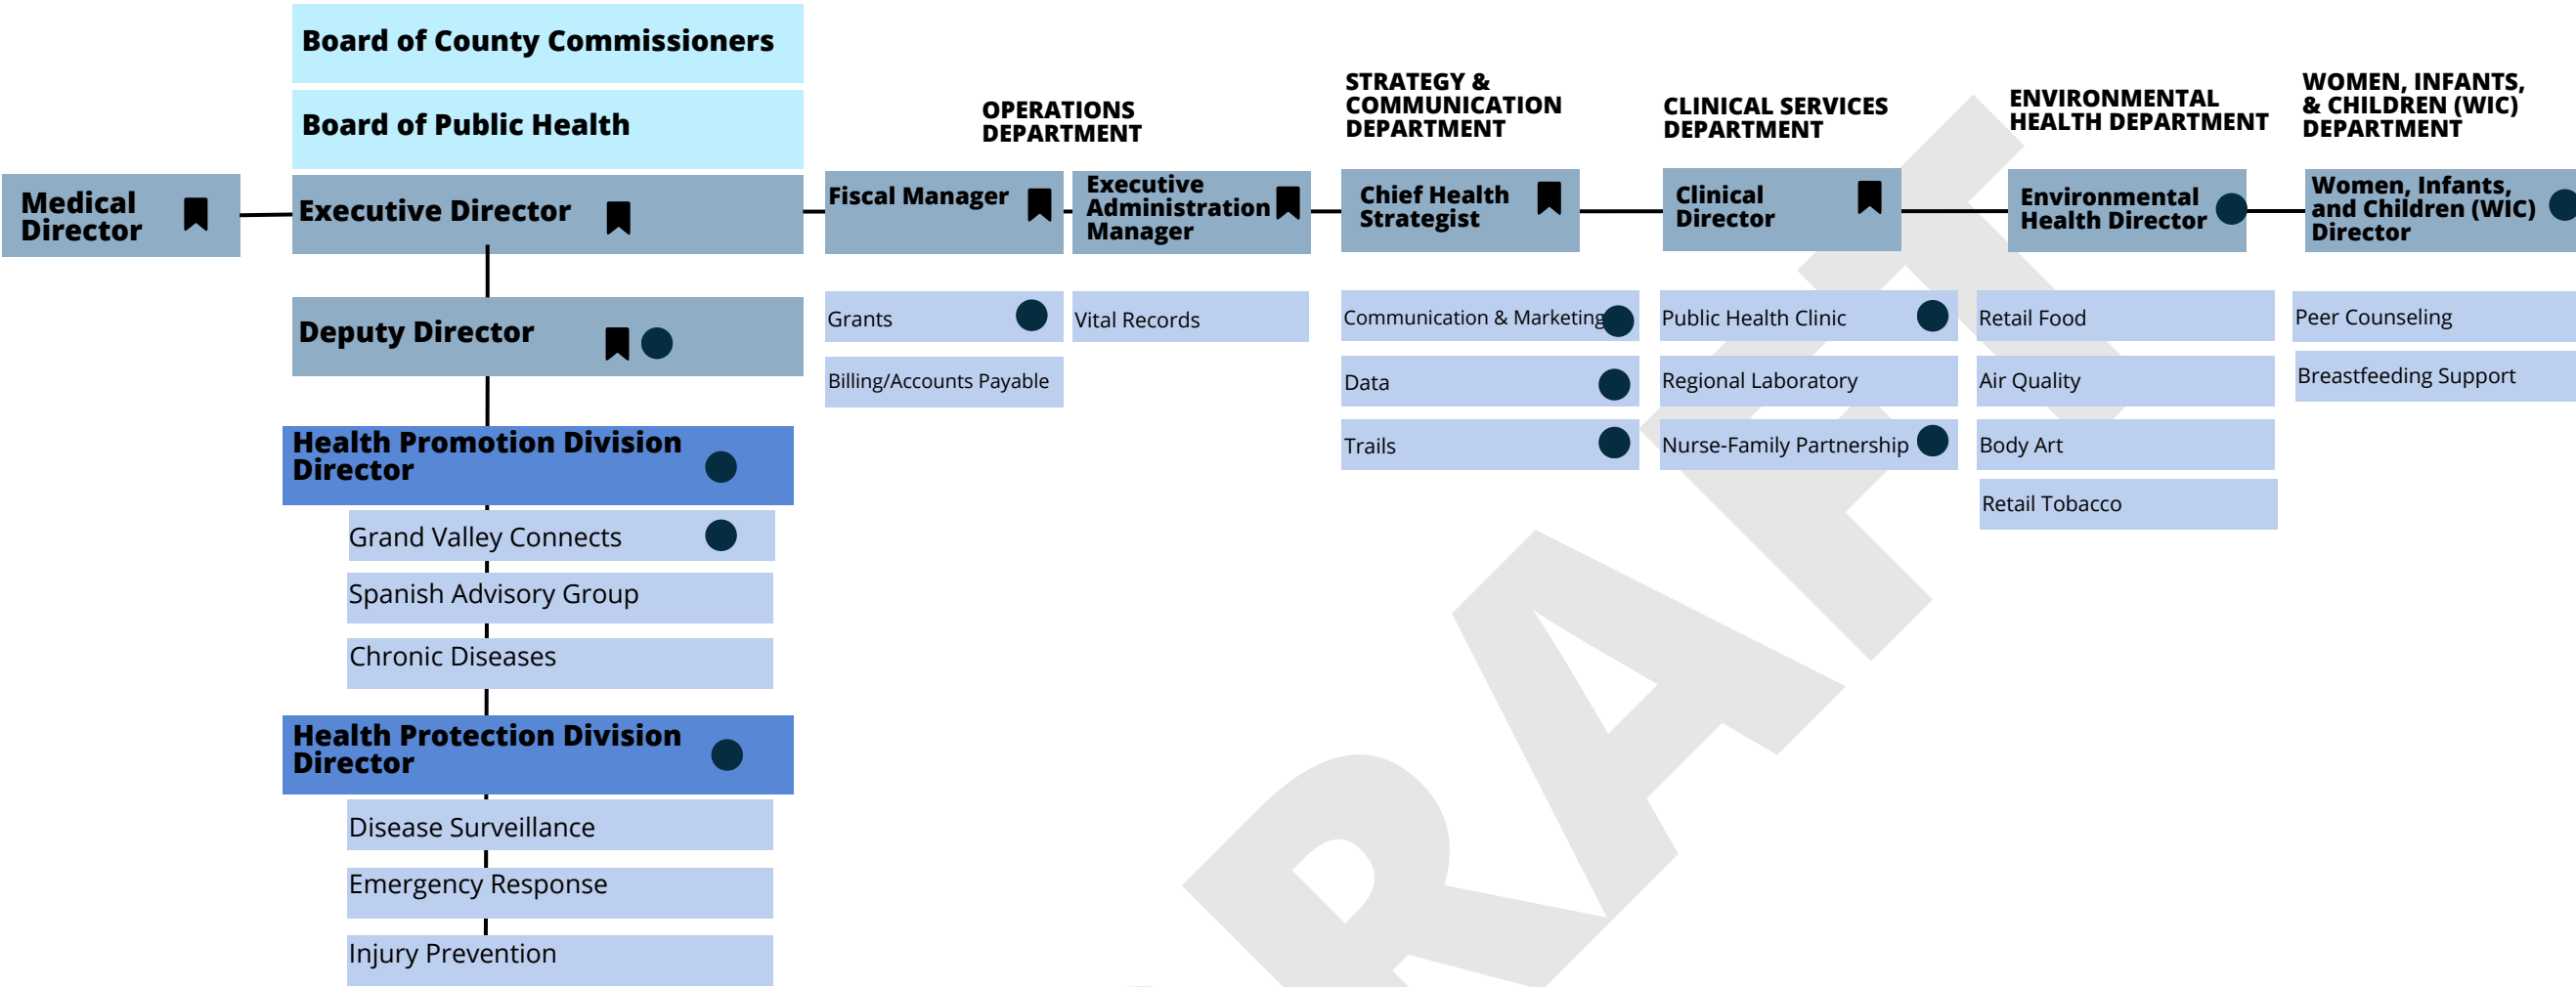 Board of County Commissioners
Board of Public Health
Medical
Director
Executive Director
Deputy Director
Health Promotion Division
Director
Grand Valley Connects
Spanish Advisory Group
Chronic Diseases
Health Protection Division
Director
Disease Surveillance
Emergency Response
Injury Prevention
OPERATIONS
DEPARTMENT
Fiscal Manager
Grants
Billing/Accounts Payable
Executive
Administration
Manager
Vital Records
STRATEGY &
COMMUNICATION
DEPARTMENT
Chief Health
Strategist
Communication & Marketing
Data
Trails
CLINICAL SERVICES
DEPARTMENT
Clinical
Director
Public Health Clinic
Regional Laboratory
Nurse-Family Partnership
ENVIRONMENTAL
HEALTH DEPARTMENT
Environmental
Health Director
Retail Food
Air Quality
Body Art
Retail Tobacco
WOMEN, INFANTS,
& CHILDREN (WIC)
DEPARTMENT
Women, Infants,
and Children (WIC)
Director
Peer Counseling
Breastfeeding Support
RAFT